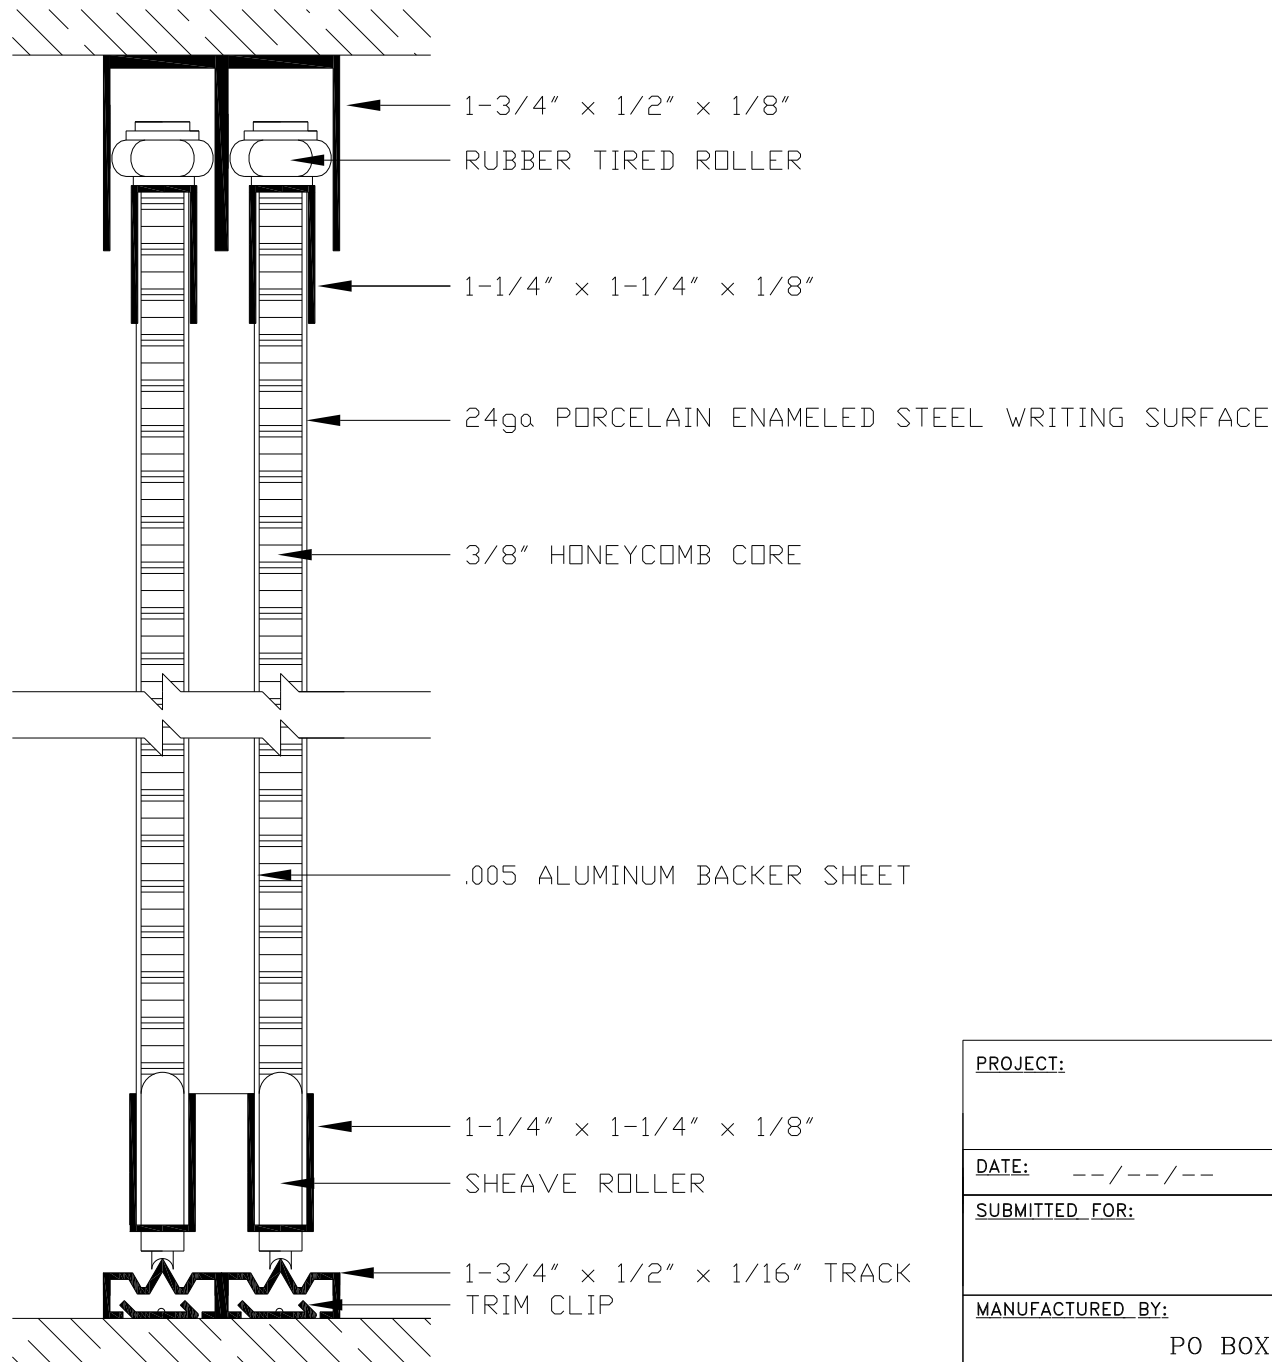 1-3/4" x 1/2" x 1/8"
RUBBER TIRED ROLLER
1-1/4" x 1-1/4" x 1/8"
24ga PORCELAIN ENAMELED STEEL WRITING SURFACE
3/8" HONEYCOMB CORE
.005 ALUMINUM BACKER SHEET
1-1/4" x 1-1/4" x 1/8"
SHEAVE ROLLER
1-3/4" x 1/2" x 1/16" TRACK
TRIM CLIP
PROJECT:
DATE: --/--/--
SUBMITTED FOR:
MANUFACTURED BY:
PO BOX